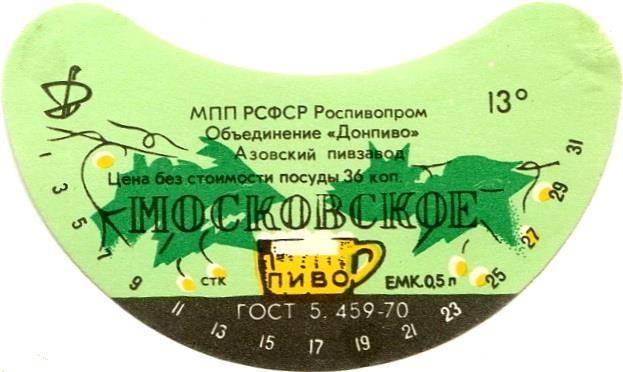 МПП РСФСР Роспивопром
13°
Объединение «Донпиво»
Азовский пивзавод
Цена без стоимости посуды 36 коп.
МОСКОВСКОЕ
ПИВО
СТК
ЕМК.0,5 л
ГОСТ 5. 459-70
1 3 5 7 9 11 13 15 17 19 21 23 25 27 29 31